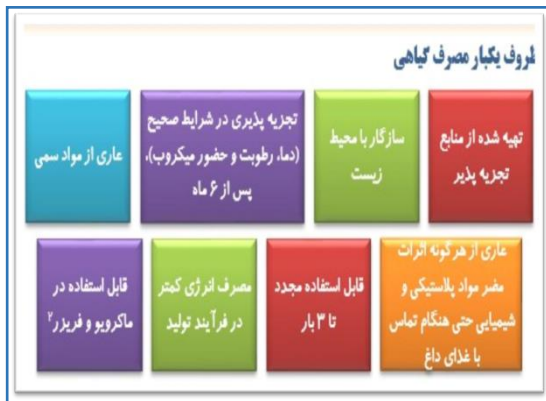 ظروف یکبار مصرف گیاهی
تهیه شده از منابع
تجزیه پذیر
سازگار با محیط
زیست
تجزیه پذیری در شرایط صحیح
(دما، رطوبت و حضور میکروب)،
پس از ۶ ماه
عاری از مواد سمی
عاری از هرگونه اثرات
مضر مواد پلاستیکی و
شیمیایی حتی هنگام تماس
با غذای داغ
قابل استفاده مجدد
تا ۳ بار
مصرف انرژی کمتر
در فرآیند تولید
قابل استفاده در
ماکرویو و فریزر۲